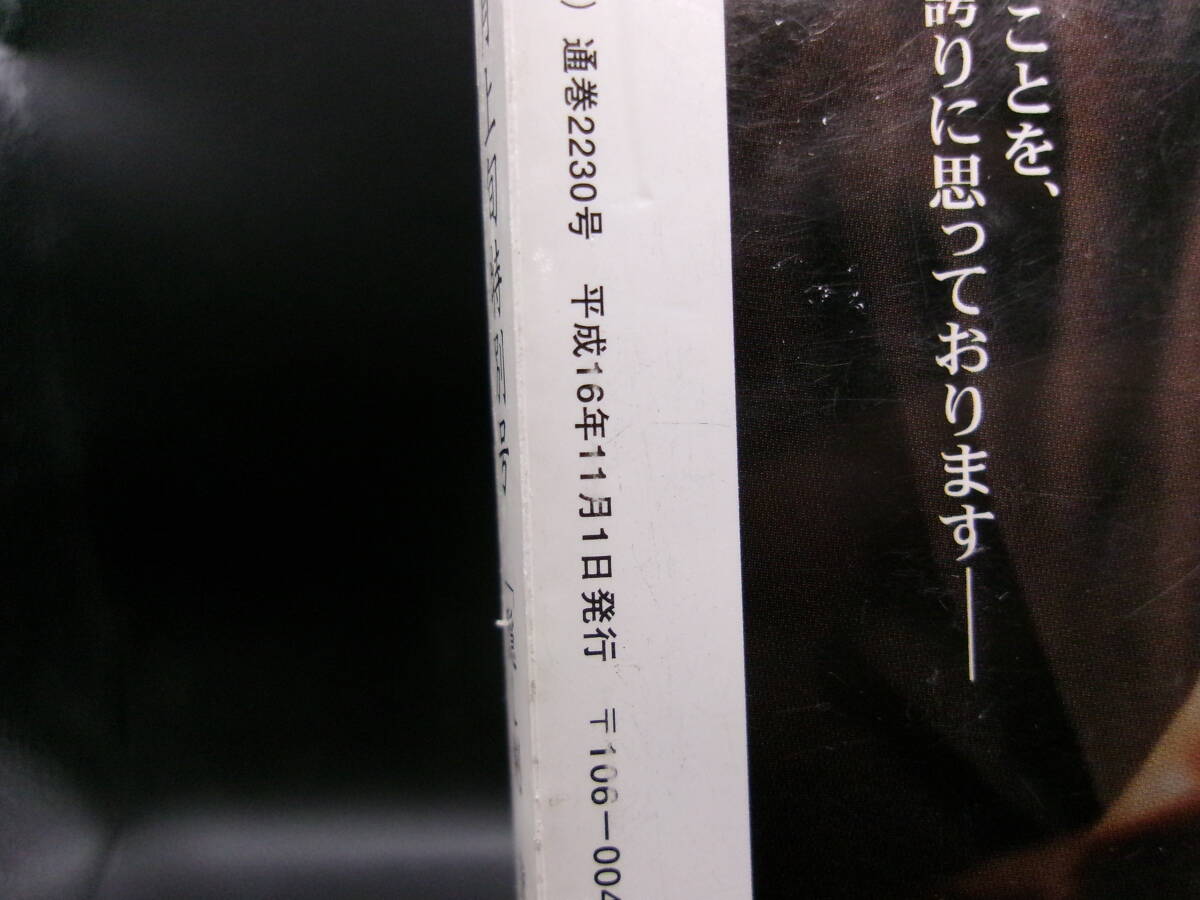 ことを、
誇りに思っております――
）通巻2230号　平成16年11月1日発行　〒106－004